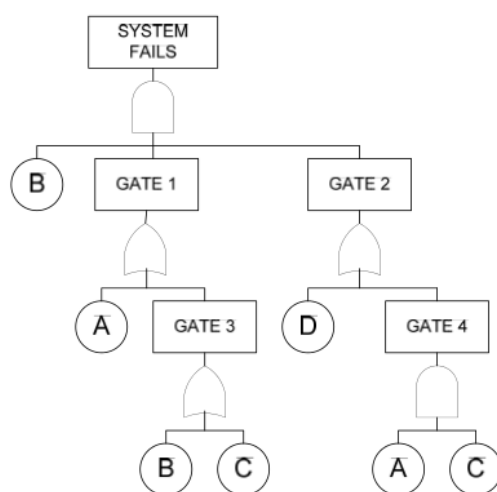 SYSTEM
FAILS
B̅
GATE 1
GATE 2
A̅
GATE 3
D̅
GATE 4
B̅
C̅
A̅
C̅